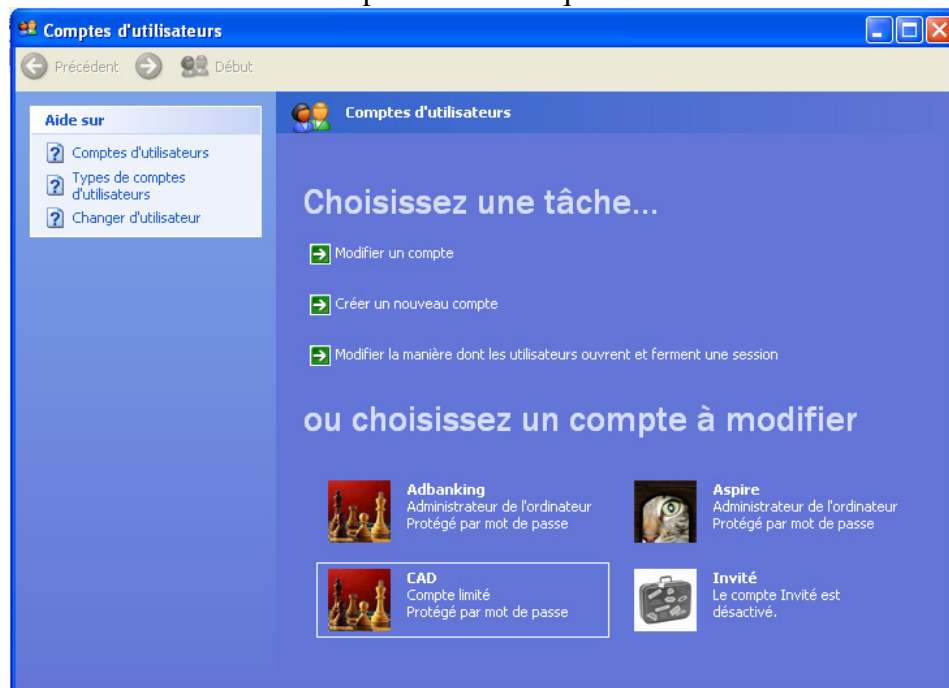 Comptes d'utilisateurs
Précédent
Début
Aide sur
Comptes d'utilisateurs
Types de comptes
d'utilisateurs
Changer d'utilisateur
Comptes d'utilisateurs
Choisissez une tâche...
Modifier un compte
Créer un nouveau compte
Modifier la manière dont les utilisateurs ouvrent et ferment une session
ou choisissez un compte à modifier
Adbanking
Administrateur de l'ordinateur
Protégé par mot de passe
Aspire
Administrateur de l'ordinateur
Protégé par mot de passe
CAD
Compte limité
Protégé par mot de passe
Invité
Le compte Invité est
désactivé.